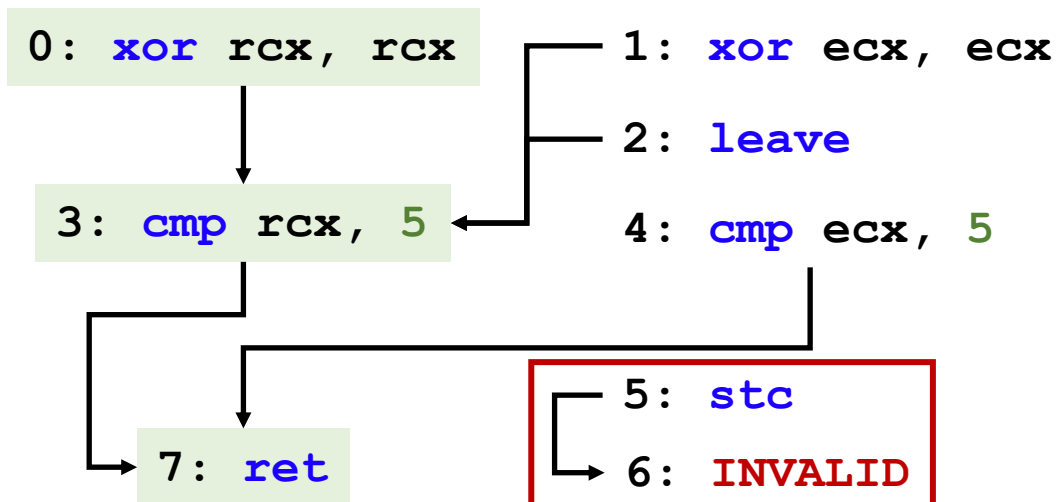 0: xor rcx, rcx
1: xor ecx, ecx
2: leave
3: cmp rcx, 5
4: cmp ecx, 5
5: stc
6: INVALID
7: ret